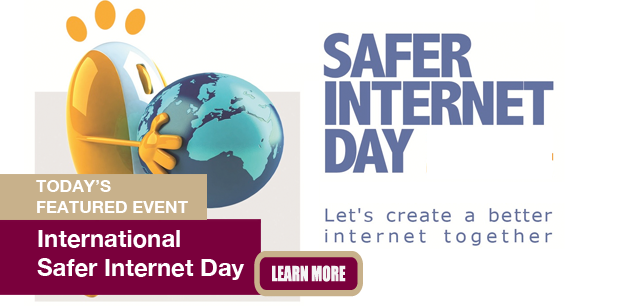 SAFER
INTERNET
DAY
Let's create a better
internet together
TODAY'S
FEATURED EVENT
International
Safer Internet Day
LEARN MORE